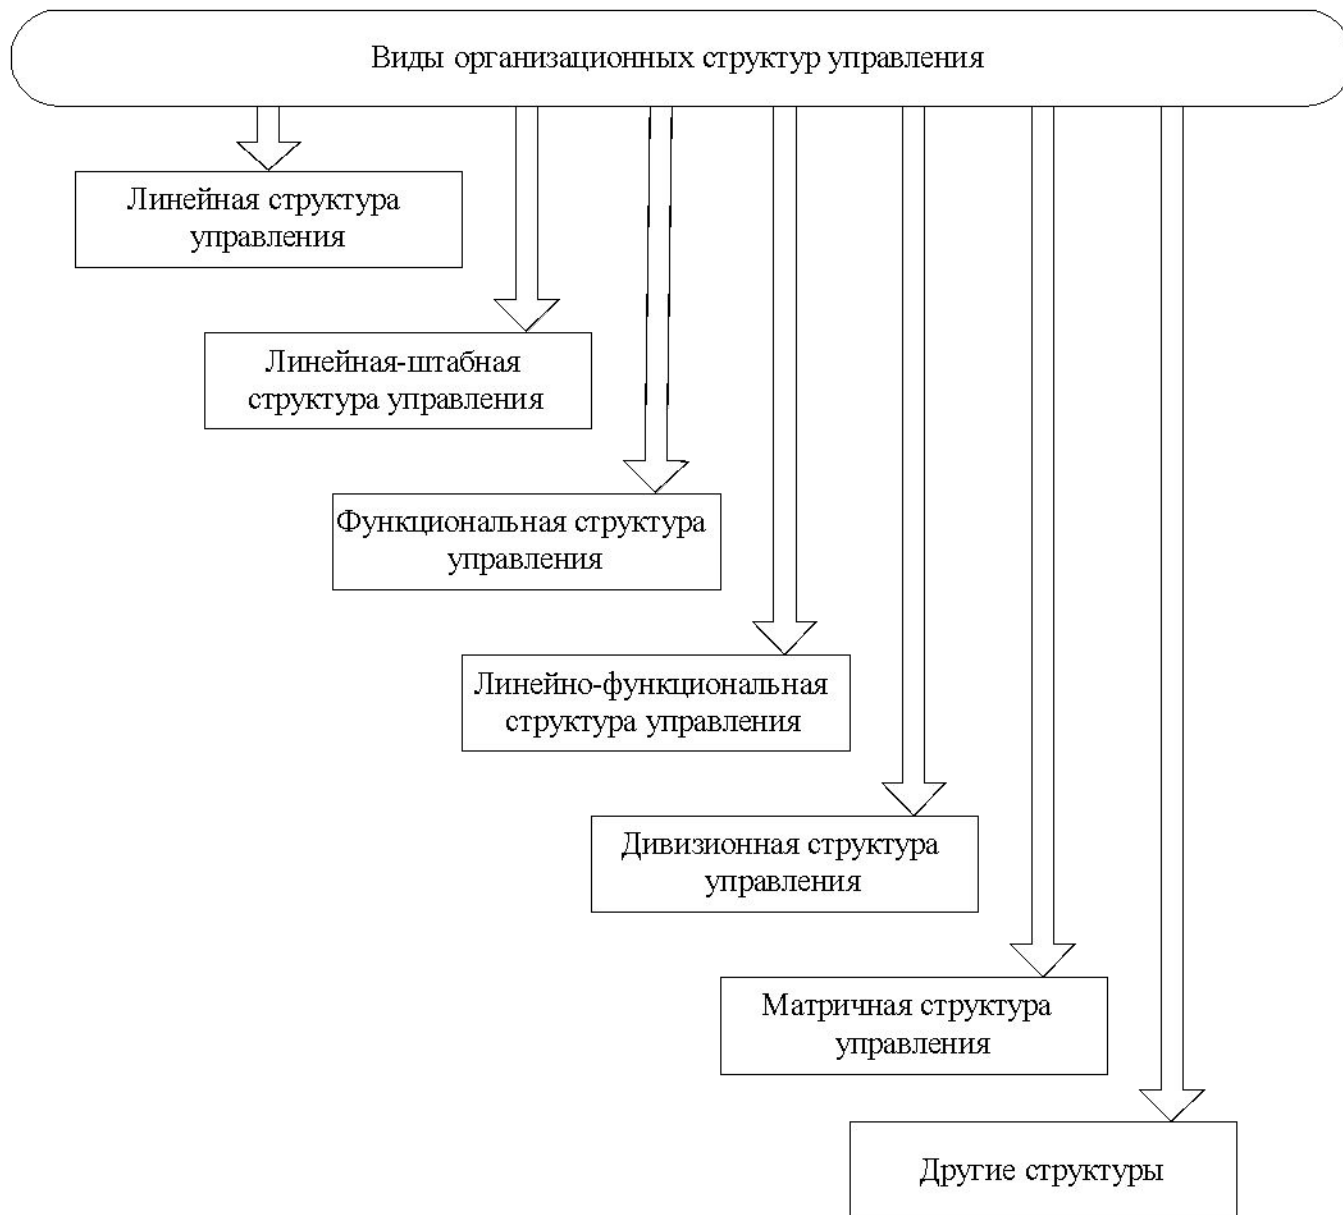 Виды организационных структур управления
Линейная структура
управления
Линейная-штабная
структура управления
Функциональная структура
управления
Линейно-функциональная
структура управления
Дивизионная структура
управления
Матричная структура
управления
Другие структуры